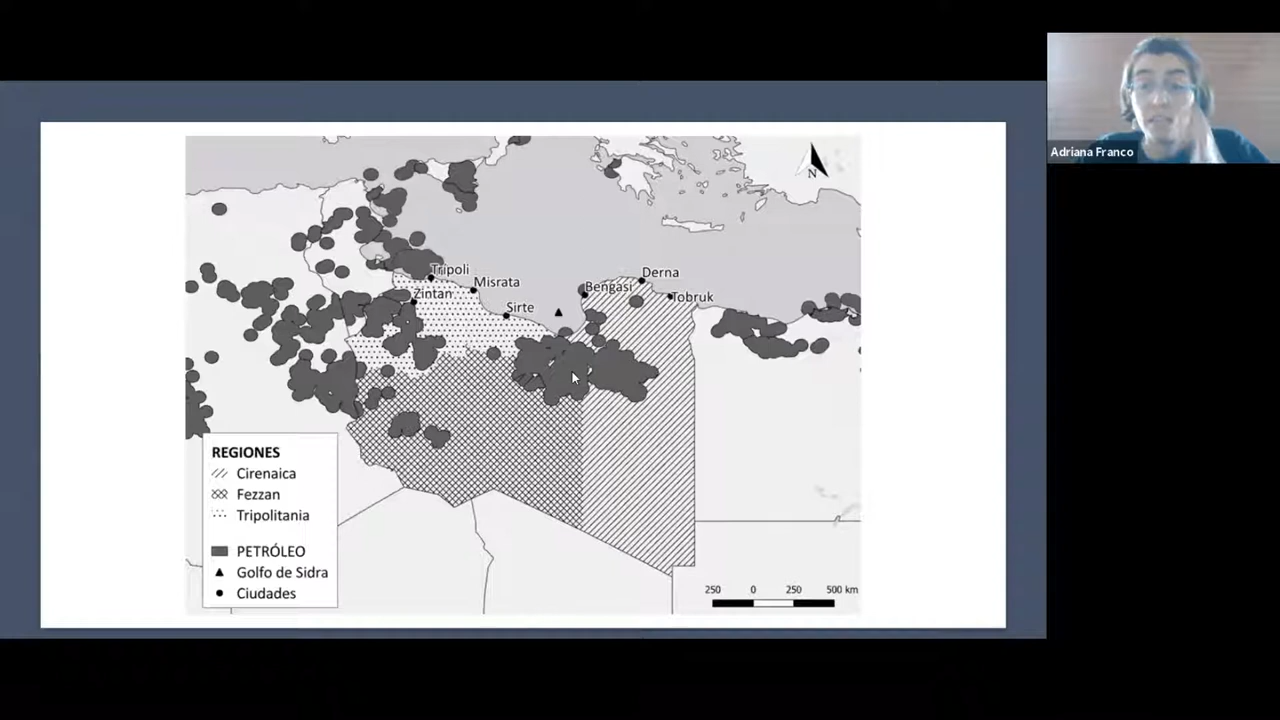 Adriana Franco
N
Trípoli
Misrata
Zintan
Sirte
Bengasi
Derna
Tobruk
REGIONES
Cirenaica
Fezzan
Tripolitania
PETRÓLEO
Golfo de Sidra
Ciudades
250 0 250 500 km